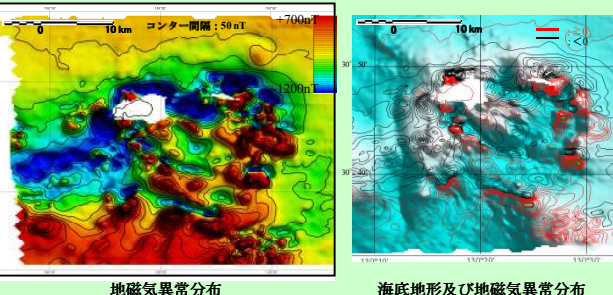 コンター間隔：50 nT
0 10 km
+700nT
-1200nT
地磁気異常分布
0 10 km
：＜0
30° 50'
30° 40'
130°10'
130°20'
130°30'
海底地形及び地磁気異常分布